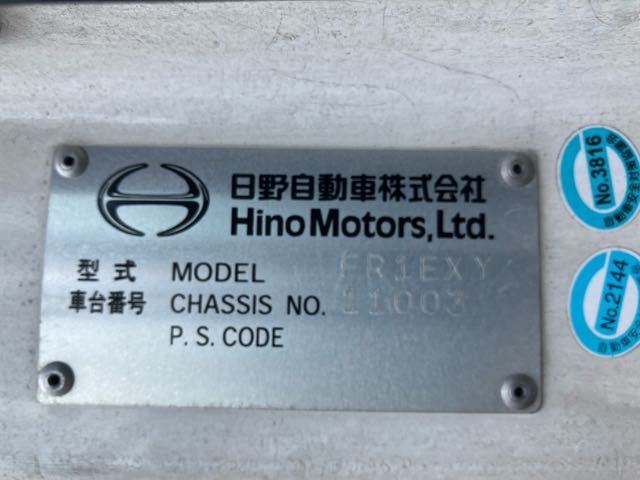 日野自動車株式会社
Hino Motors, Ltd.
型式 MODEL FR1EXY
車台番号 CHASSIS NO. 11003
P.S. CODE
No.3816
No.2144